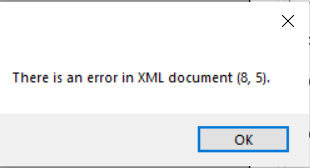 There is an error in XML document (8, 5).
OK